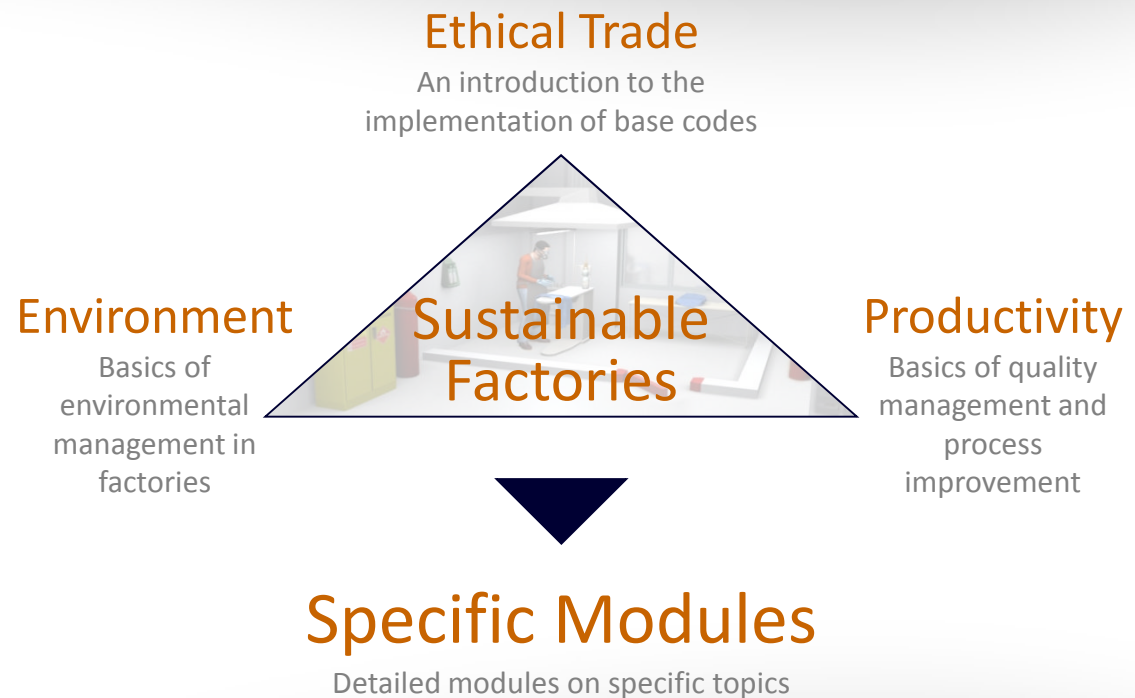 Ethical Trade
An introduction to the
implementation of base codes
Environment
Basics of
environmental
management in
factories
Sustainable
Factories
Productivity
Basics of quality
management and
process
improvement
Specific Modules
Detailed modules on specific topics